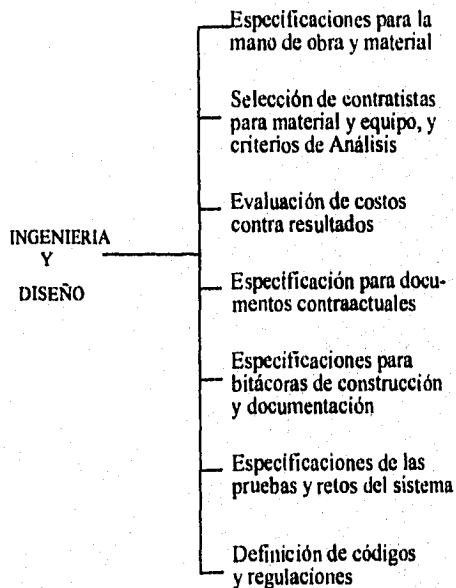 Especificaciones para la
mano de obra y material
Selección de contratistas
para material y equipo, y
criterios de Análisis
Evaluación de costos
contra resultados
INGENIERIA
Y
DISEÑO
Especificación para docu-
mentos contraactuales
Especificaciones para
bitácoras de construcción
y documentación
Especificaciones de las
pruebas y retos del sistema
Definición de códigos
y regulaciones